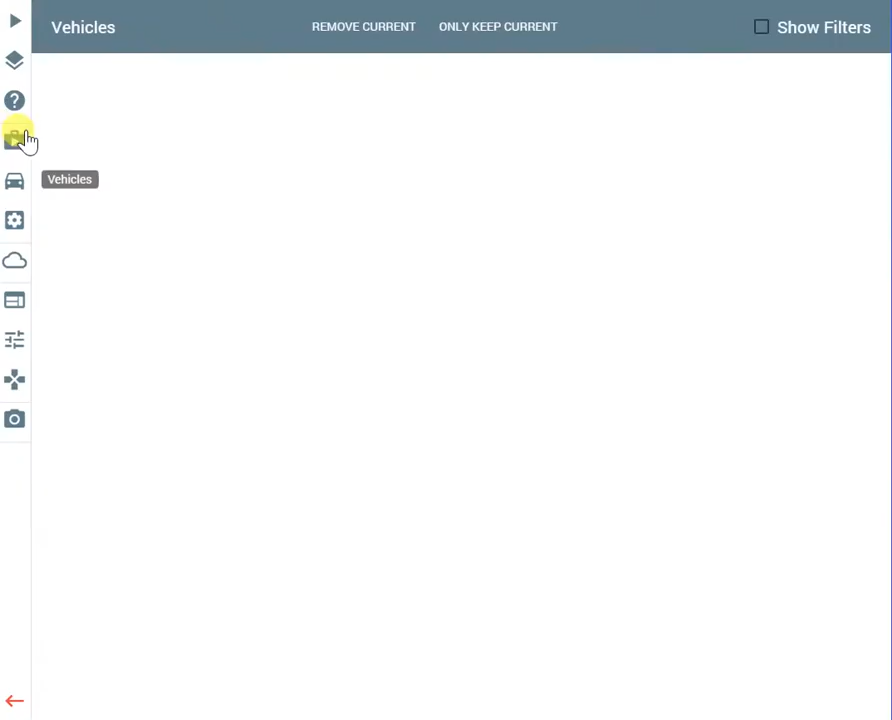 Vehicles
REMOVE CURRENT
ONLY KEEP CURRENT
Show Filters
Vehicles